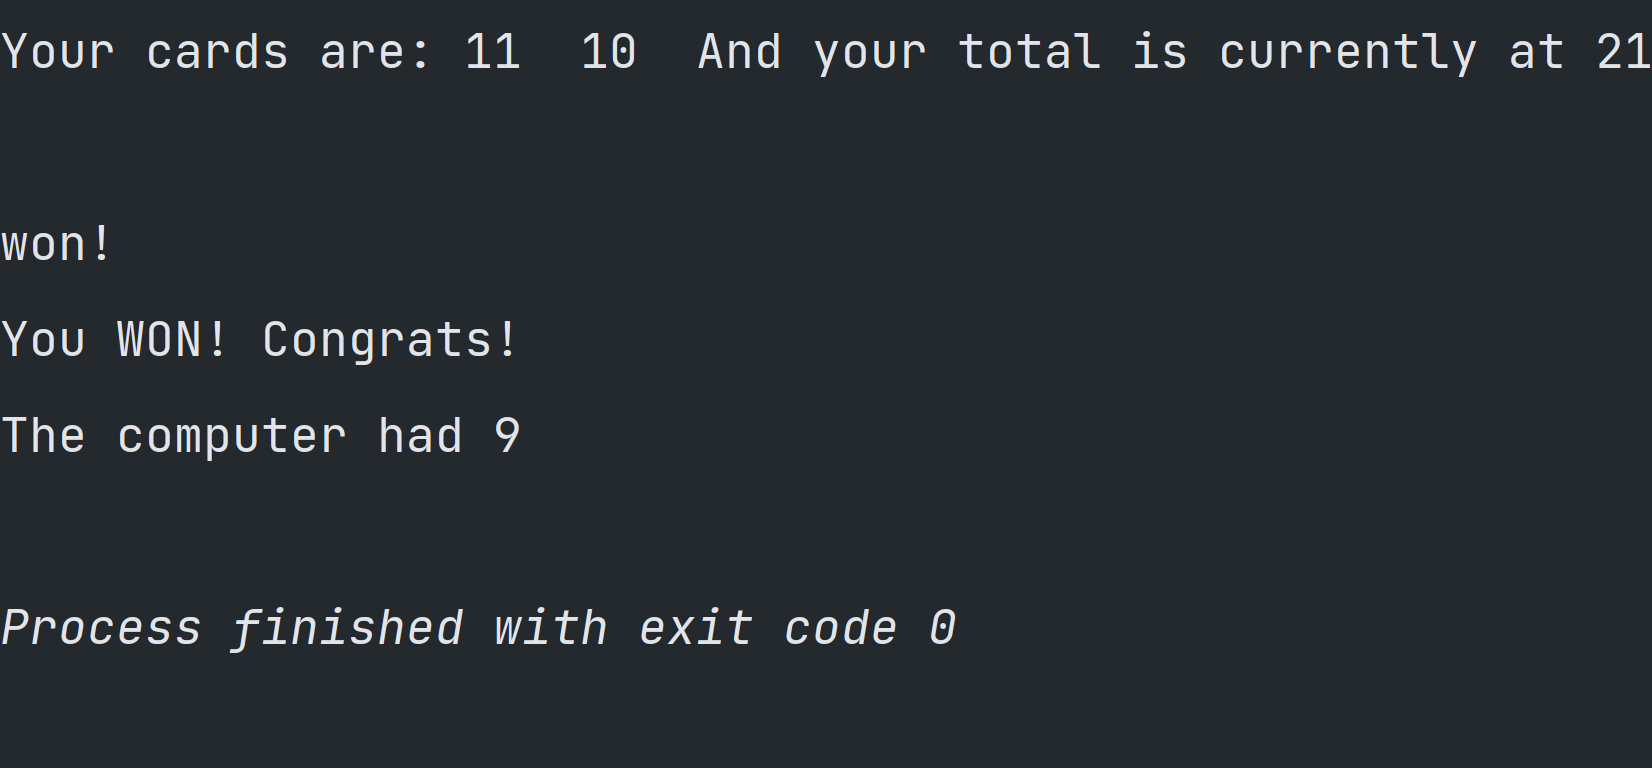 Your cards are: 11  10  And your total is currently at 21
won!
You WON! Congrats!
The computer had 9
Process finished with exit code 0